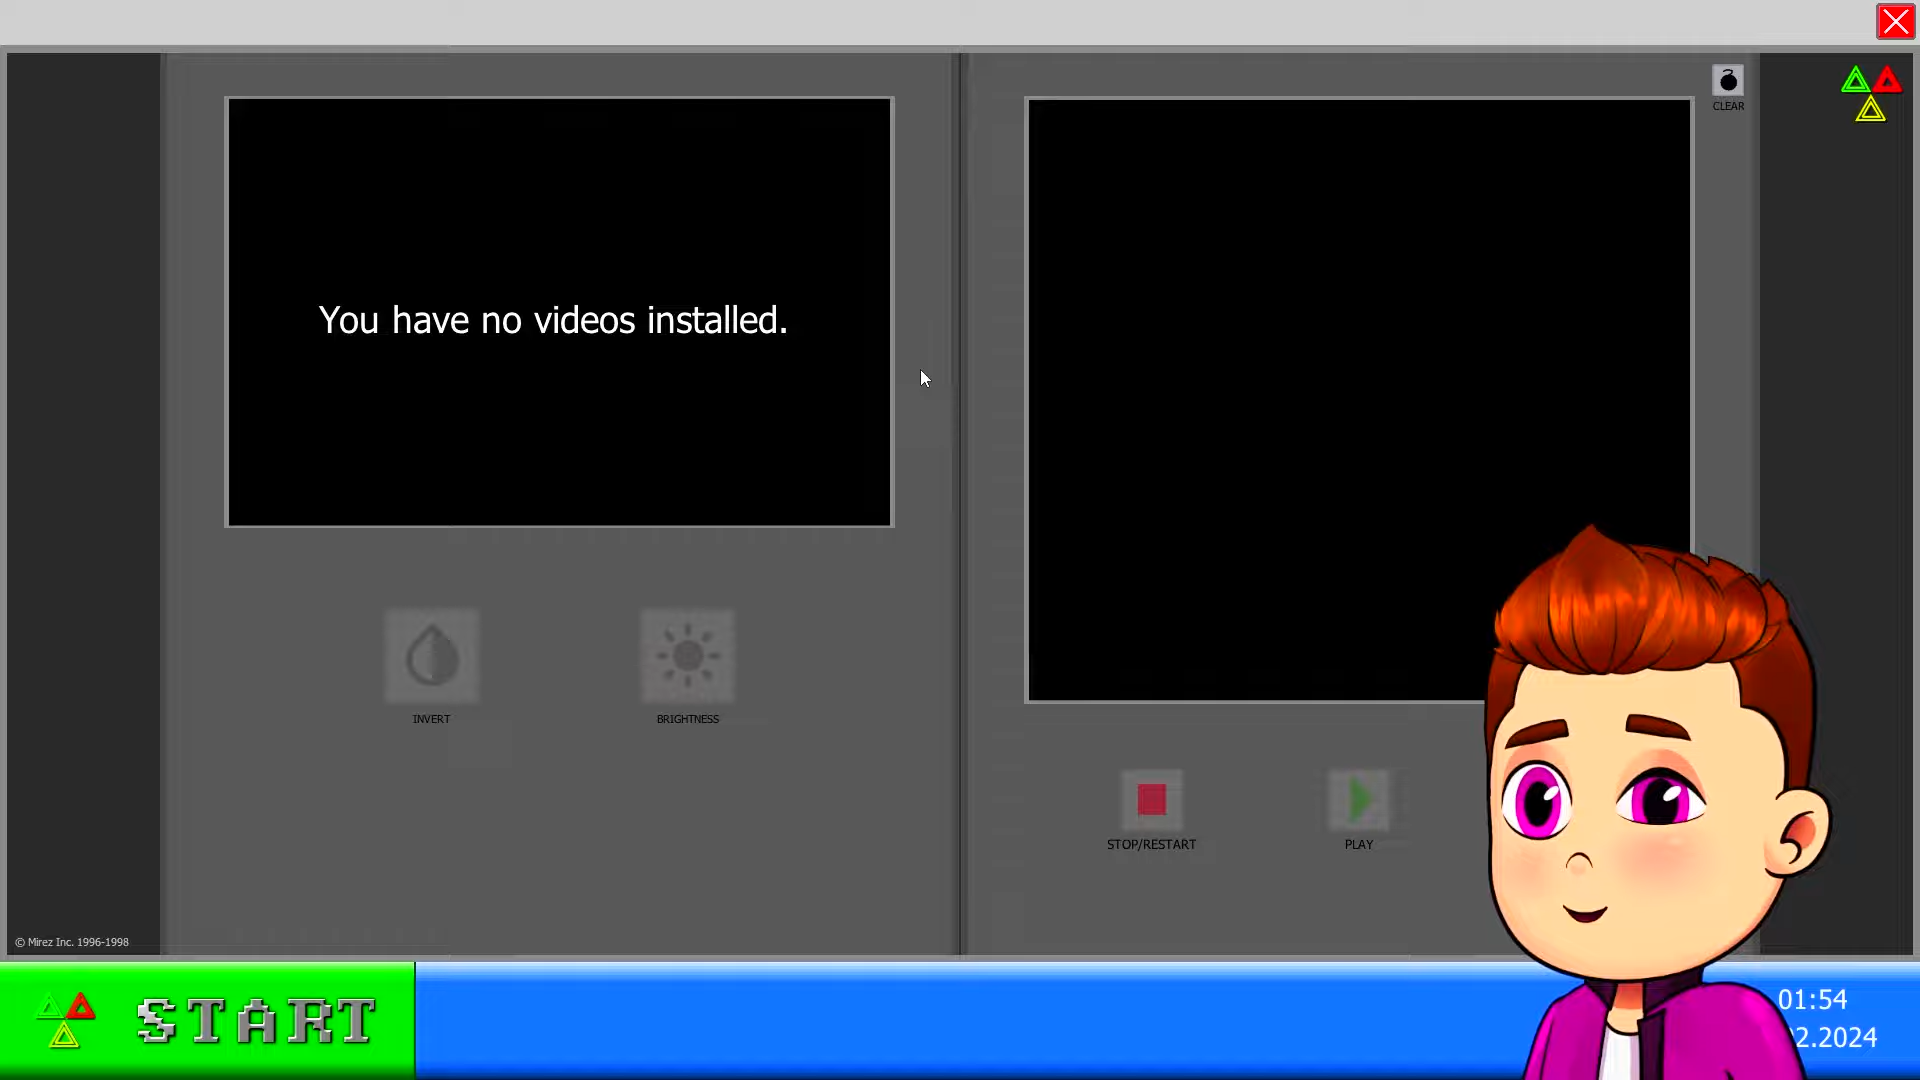 CLEAR
You have no videos installed.
INVERT
BRIGHTNESS
STOP/RESTART
PLAY
© Mirez Inc. 1996-1998
START
01:54
2.2024